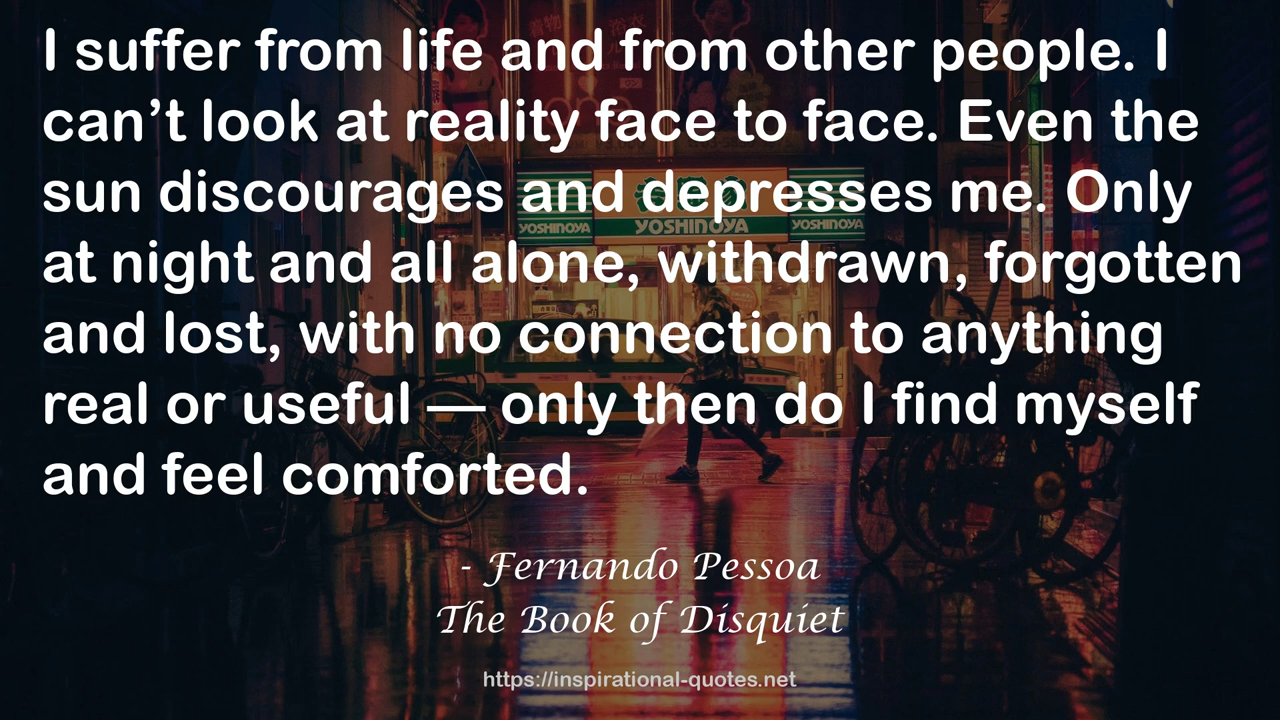 I suffer from life and from other people. I
can’t look at reality face to face. Even the
sun discourages and depresses me. Only
at night and all alone, withdrawn, forgotten
and lost, with no connection to anything
real or useful — only then do I find myself
and feel comforted.
- Fernando Pessoa
The Book of Disquiet
https://inspirational-quotes.net
YOSHINOYA YOSHINOYA YOSHINOYA